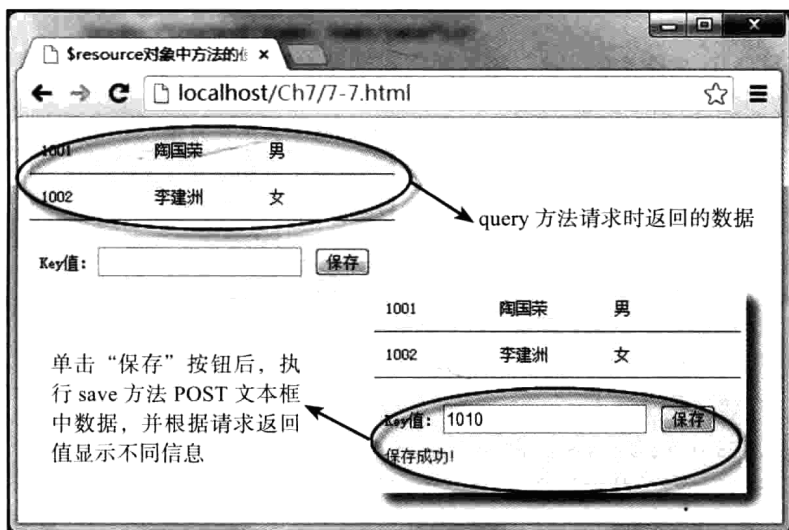 $resource对象中方法的
localhost/Ch7/7-7.html
1001 陶国荣 男
1002 李建洲 女
query 方法请求时返回的数据
Key值： 保存
1001 陶国荣 男
1002 李建洲 女
单击“保存”按钮后，执
行 save 方法 POST 文本框
中数据，并根据请求返回
值显示不同信息
Key值： 1010 保存
保存成功!